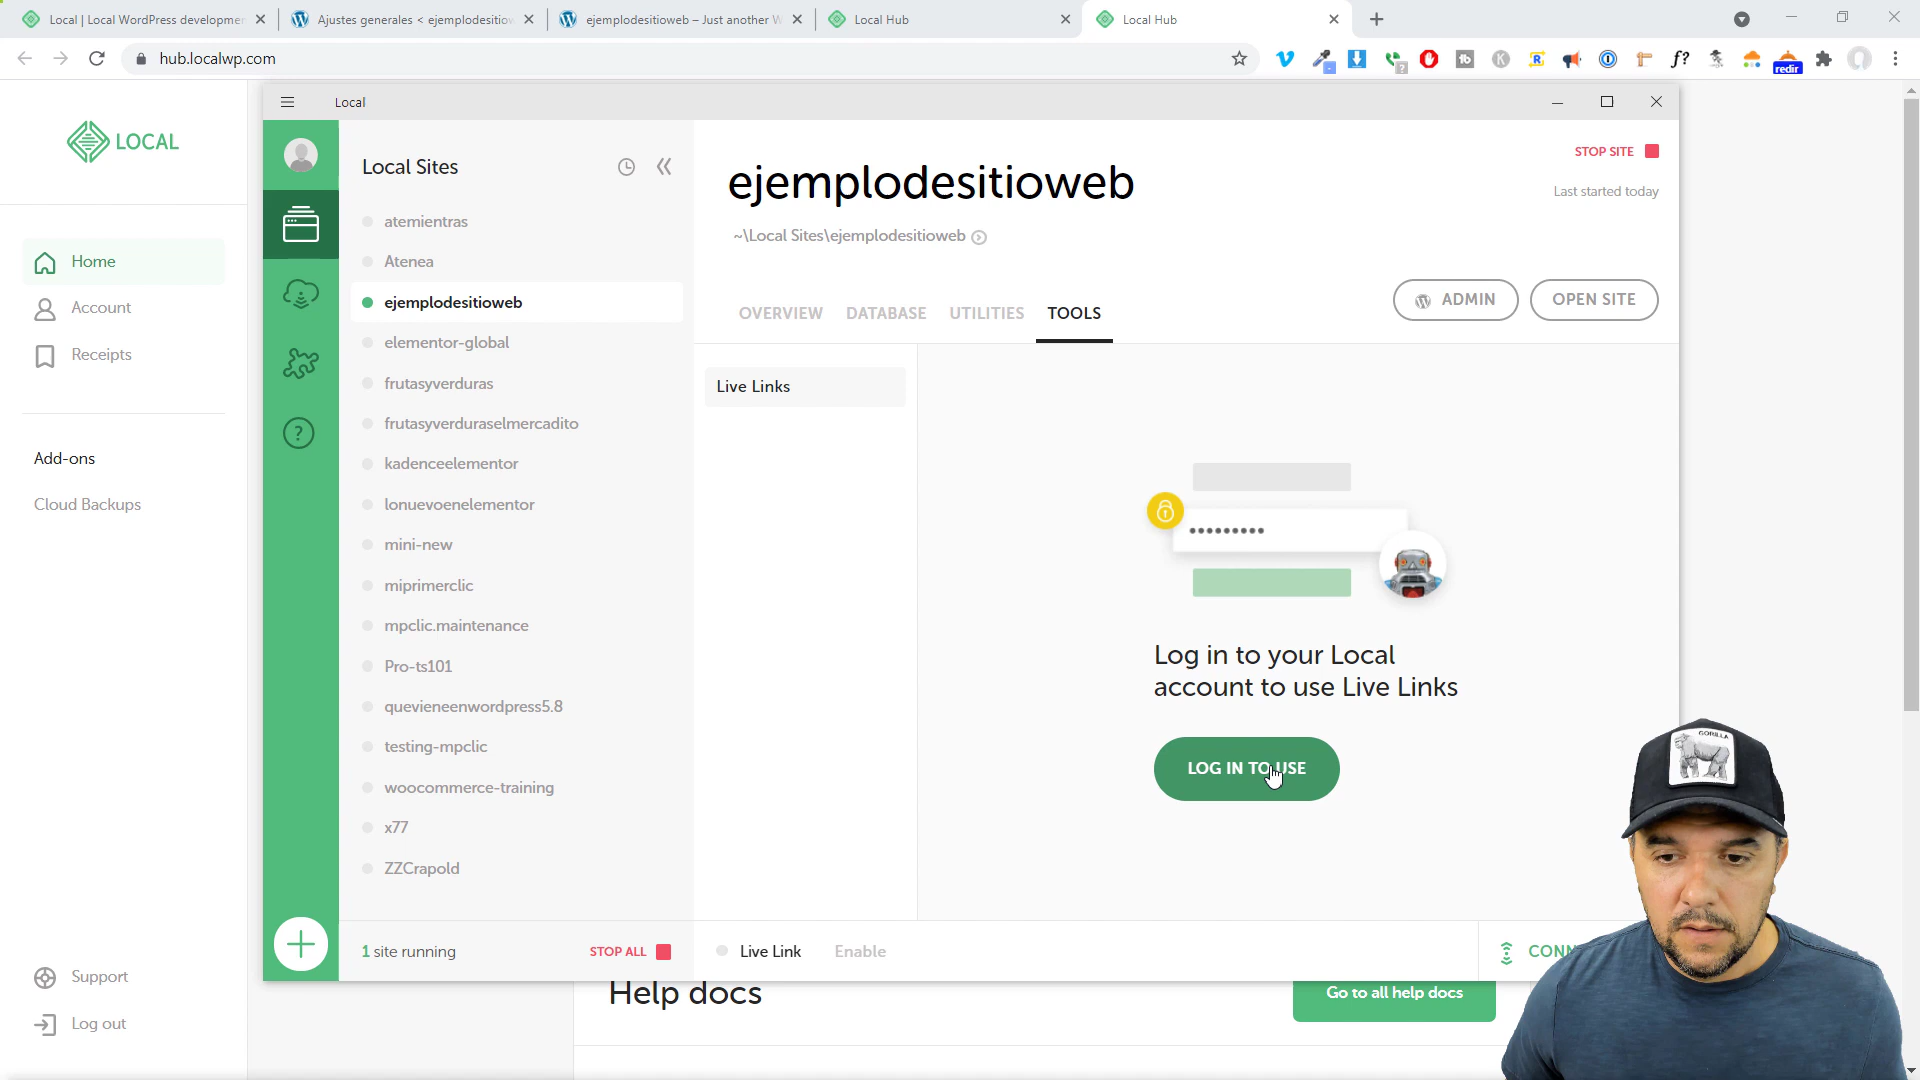 Local | Local WordPress developmen
Ajustes generales < ejemplodesitiow
ejemplodesitioweb – Just another W
Local Hub
Local Hub
hub.localwp.com
redir
f?
LOCAL
Home
Account
Receipts
Add-ons
Cloud Backups
Support
Log out
Local
Local Sites
atemientras
Atenea
ejemplodesitioweb
elementor-global
frutasyverduras
frutasyverduraselmercadito
kadenceelementor
lonuevoenelementor
mini-new
miprimerclic
mpclic.maintenance
Pro-ts101
quevieneenwordpress5.8
testing-mpclic
woocommerce-training
x77
ZZCrapold
1 site running
STOP ALL
ejemplodesitioweb
~\Local Sites\ejemplodesitioweb
STOP SITE
Last started today
OVERVIEW
DATABASE
UTILITIES
TOOLS
ADMIN
OPEN SITE
Live Links
Log in to your Local
account to use Live Links
LOG IN TO USE
Live Link
Enable
Help docs
Go to all help docs
GORILLA